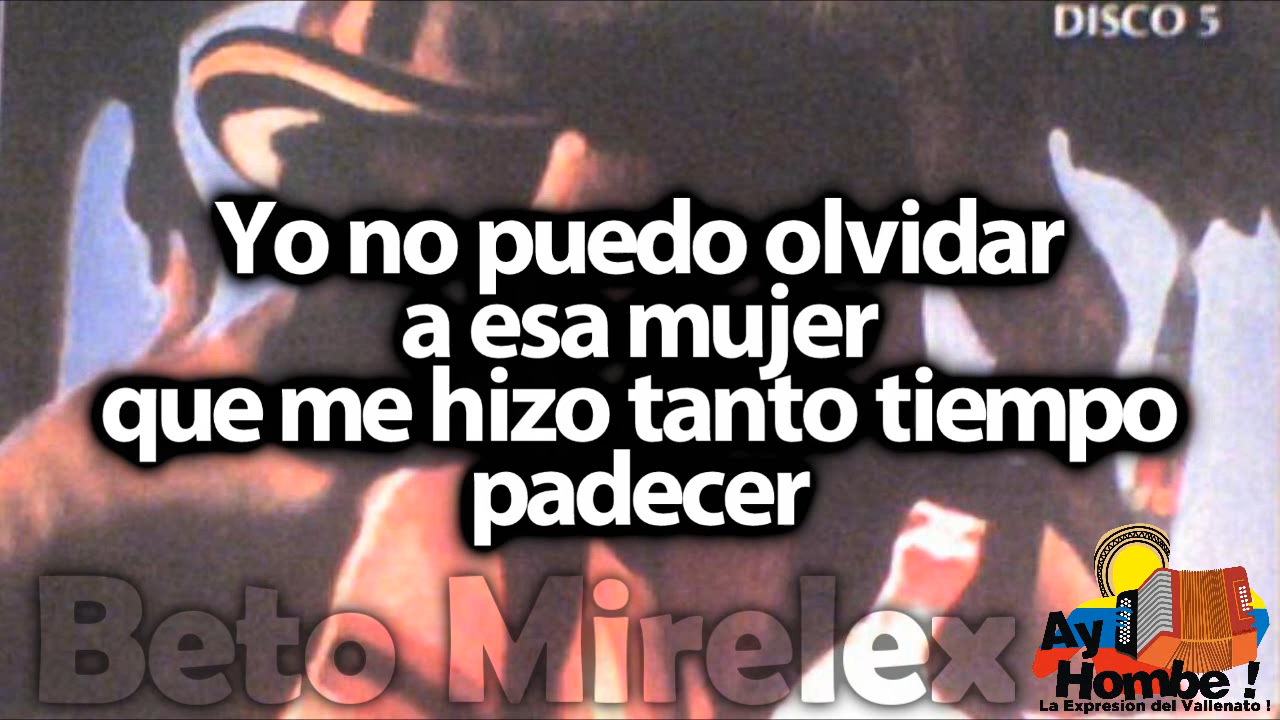 DISCO 5
Yo no puedo olvidar
a esa mujer
que me hizo tanto tiempo
padecer
Beto Mirelex
Ay
Hombe !
La Expresion del Vallenato !